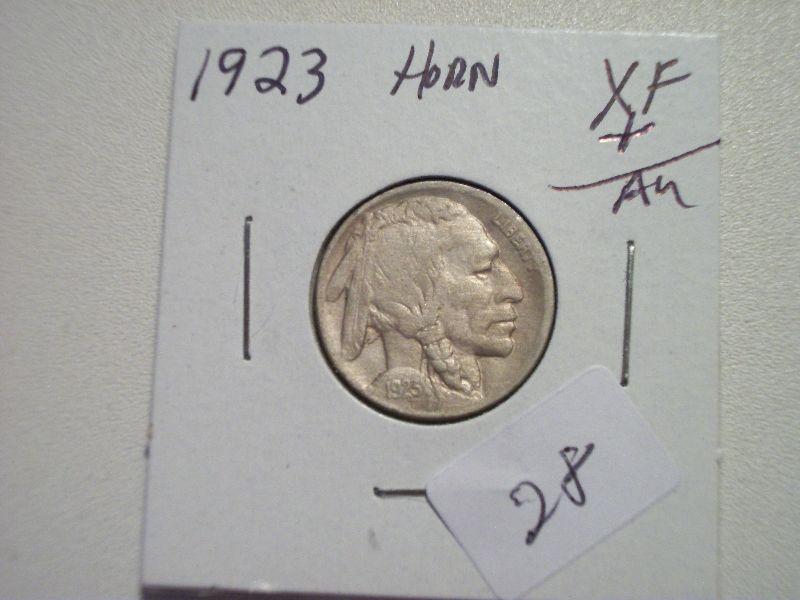 1923 HORN XF
+
AU
LIBERTY
1923
28